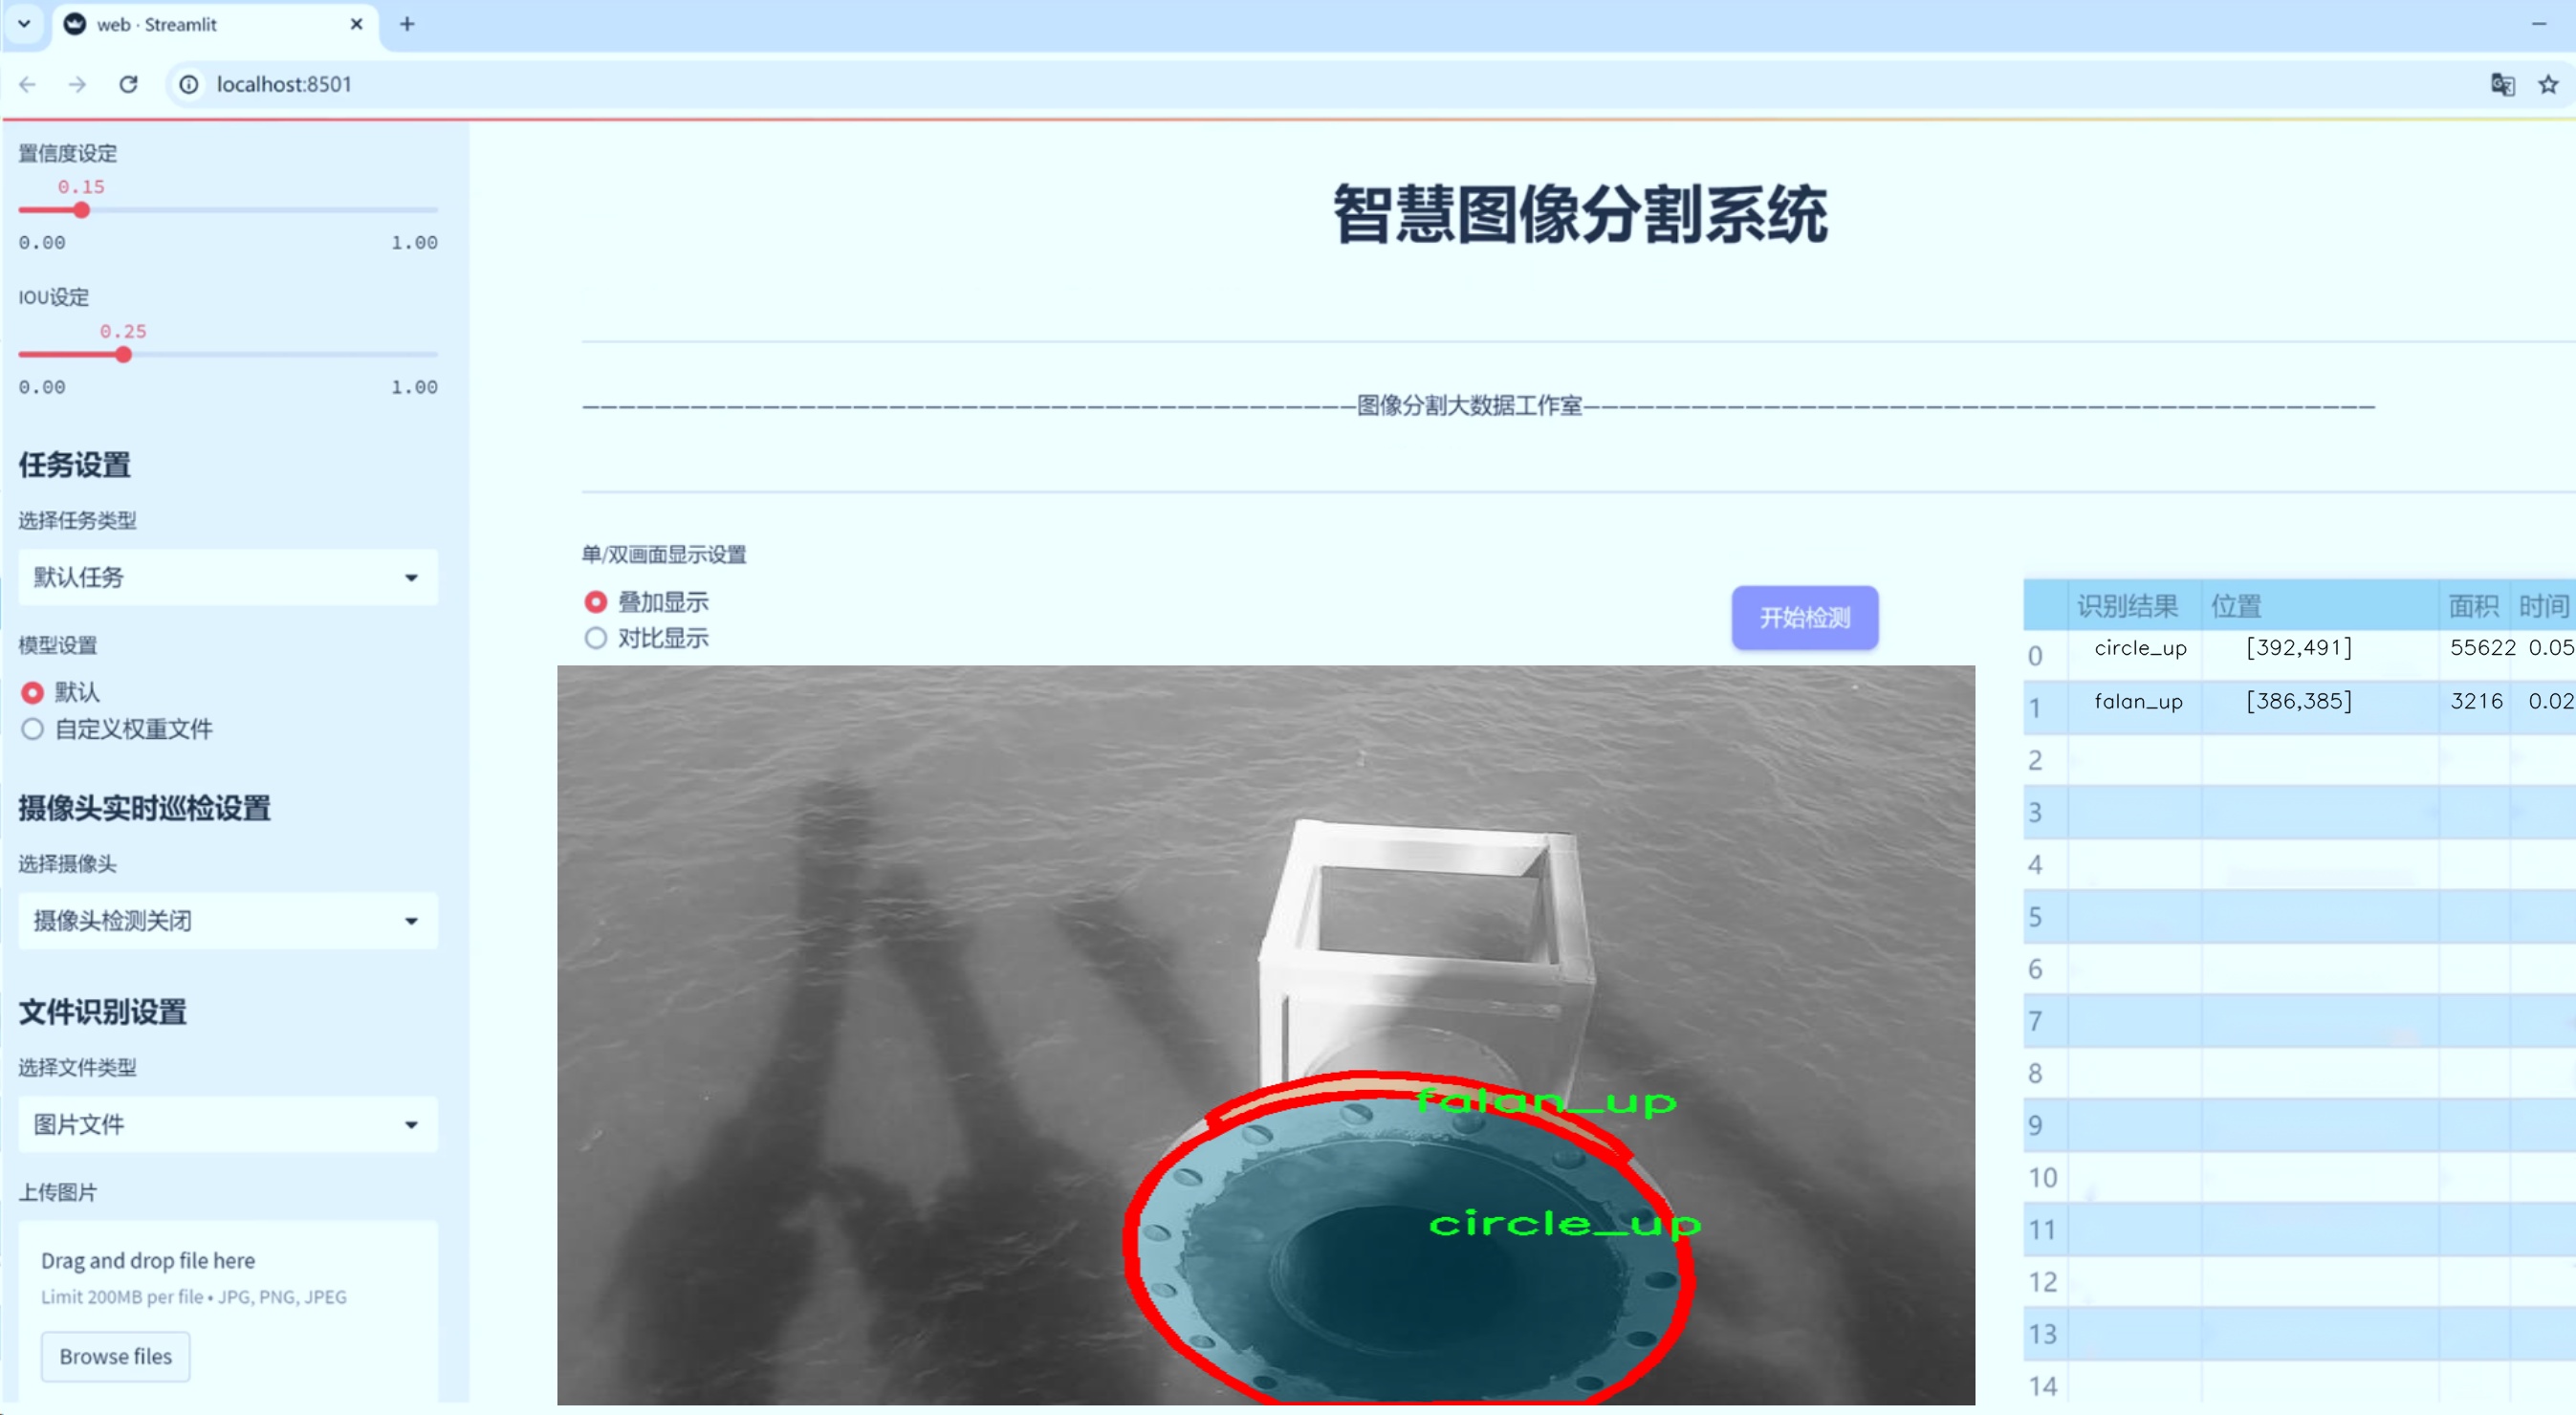 web · Streamlit
localhost:8501
置信度设定
0.15
0.00 1.00
IOU设定
0.25
0.00 1.00
任务设置
选择任务类型
默认任务
模型设置
默认
自定义权重文件
摄像头实时巡检设置
选择摄像头
摄像头检测关闭
文件识别设置
选择文件类型
图片文件
上传图片
Drag and drop file here
Limit 200MB per file • JPG, PNG, JPEG
Browse files
智慧图像分割系统
图像分割大数据工作室
单/双画面显示设置
叠加显示
对比显示
开始检测
falan_up
circle_up
识别结果 位置 面积 时间
0 circle_up [392,491] 55622 0.05
1 falan_up [386,385] 3216 0.02
2
3
4
5
6
7
8
9
10
11
12
13
14